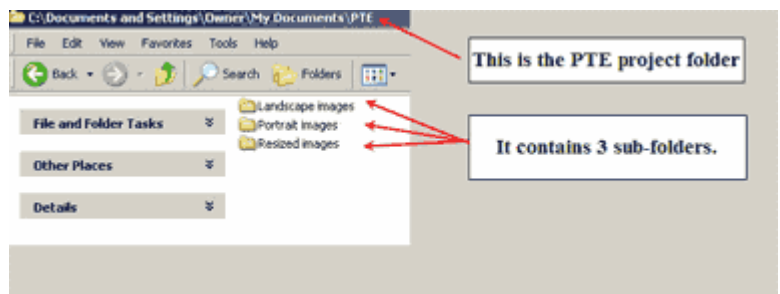 C:\Documents and Settings\Owner\My Documents\PTE
File Edit View Favorites Tools Help
Back Search Folders
File and Folder Tasks
Other Places
Details
Landscape images
Portrait images
Resized images
This is the PTE project folder
It contains 3 sub-folders.